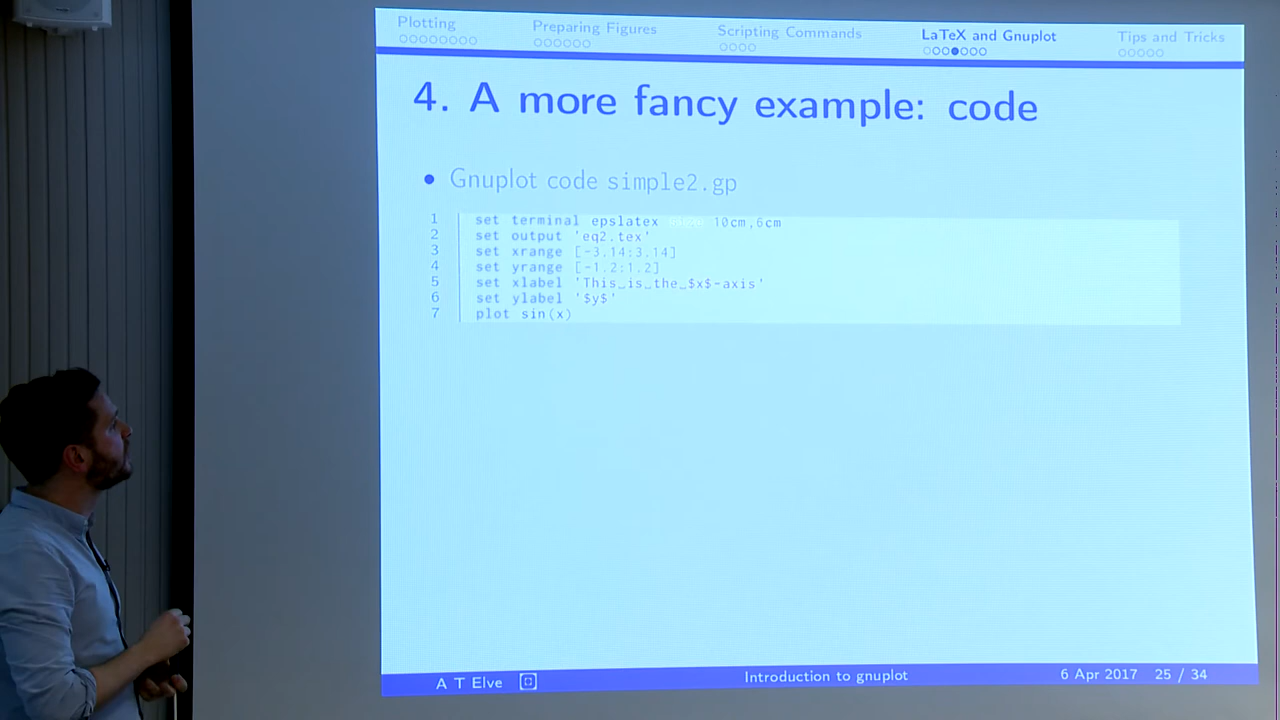 Plotting
Preparing Figures
Scripting Commands
LaTeX and Gnuplot
Tips and Tricks
4. A more fancy example: code
• Gnuplot code simple2.gp
1 set terminal epslatex 10cm,6cm
2 set output 'eq2.tex'
3 set xrange [-3.14:3.14]
4 set yrange [-1.2:1.2]
5 set xlabel 'This␣is␣the␣$x$-axis'
6 set ylabel '$y$'
7 plot sin(x)
A T Elve
Introduction to gnuplot
6 Apr 2017 25 / 34